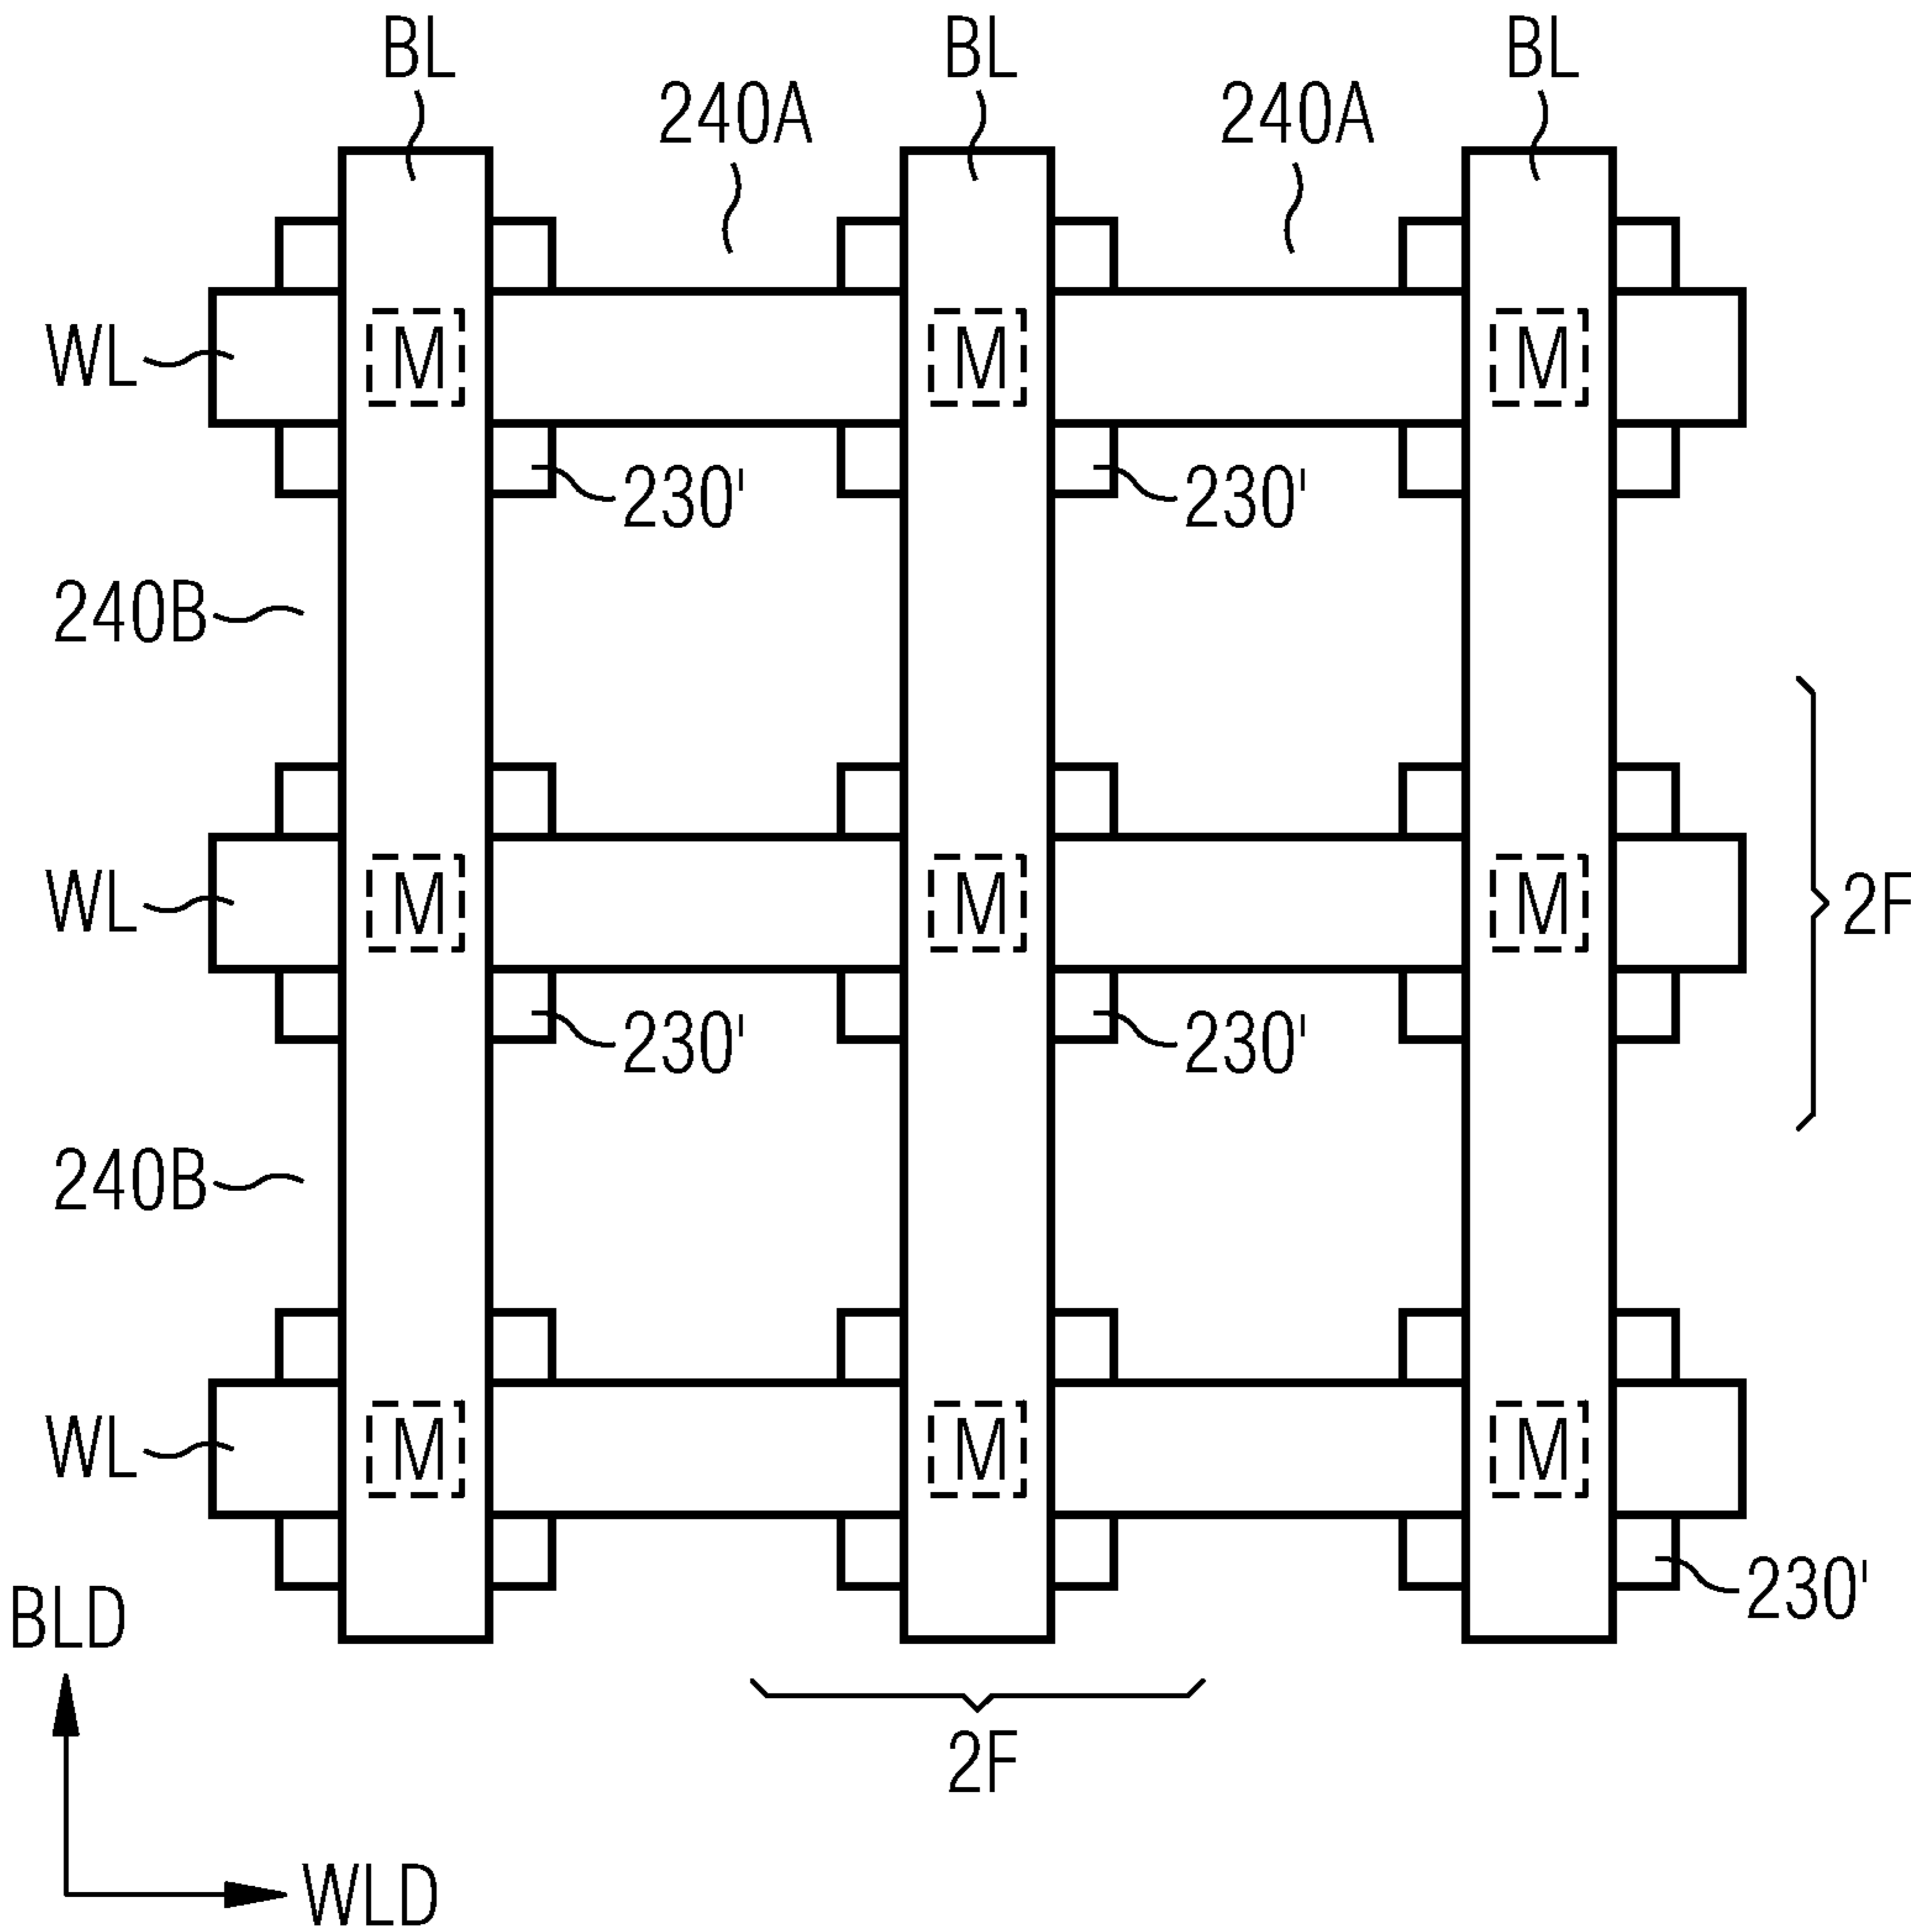 BL BL BL
240A 240A
WL M M M
230' 230'
240B
WL M M M 2F
230' 230'
240B
WL M M M
230'
BLD
2F
WLD